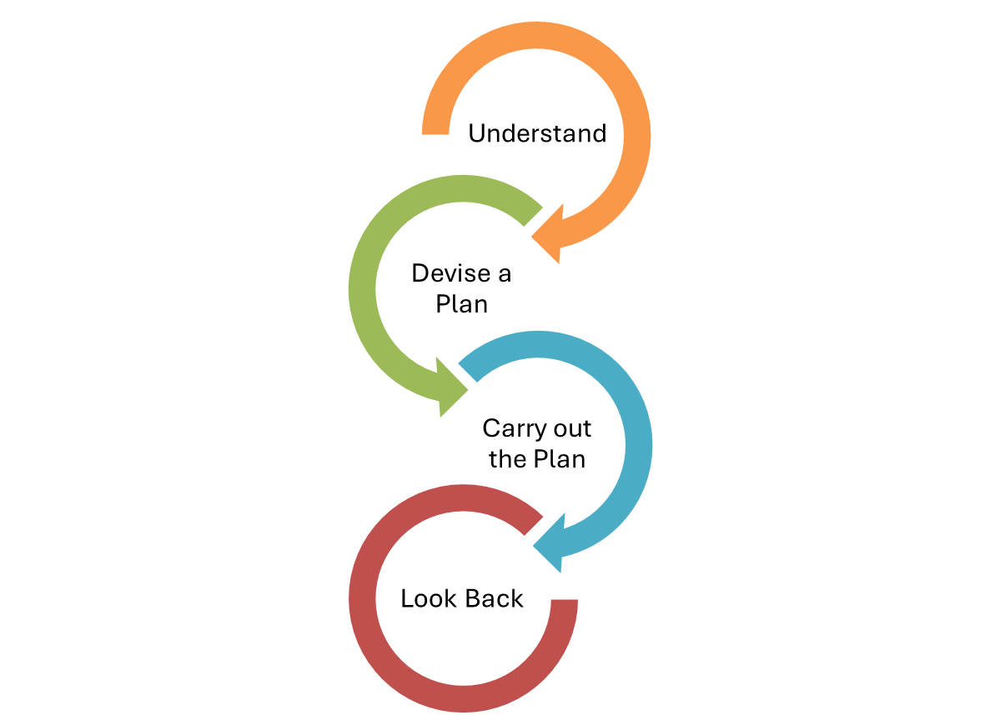 Understand
Devise a
Plan
Carry out
the Plan
Look Back